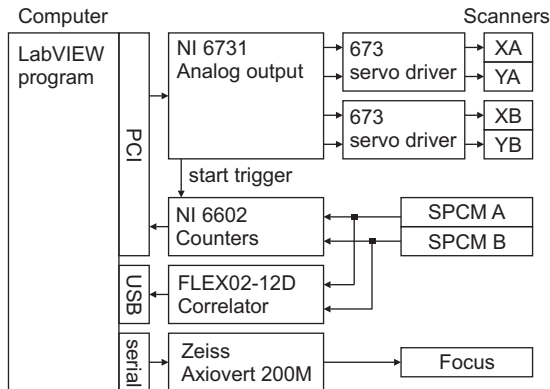 Computer
Scanners
LabVIEW
program
PCI
NI 6731
Analog output
673
servo driver
XA
YA
673
servo driver
XB
YB
start trigger
NI 6602
Counters
SPCM A
SPCM B
USB
FLEX02-12D
Correlator
serial
Zeiss
Axiovert 200M
Focus